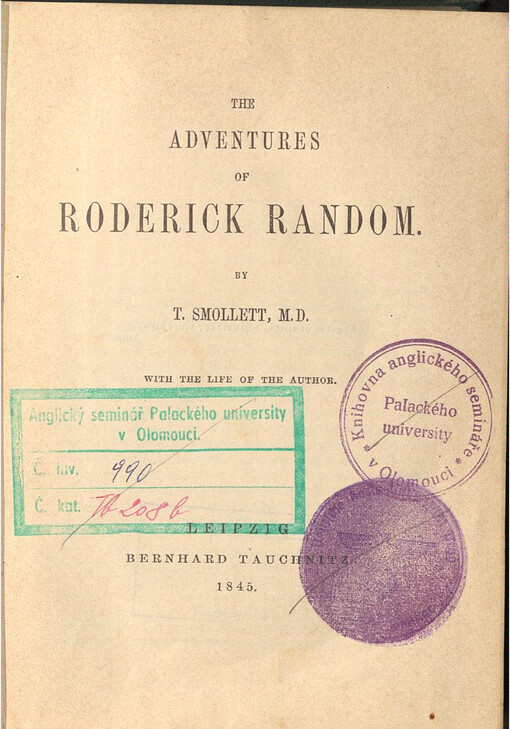 THE
ADVENTURES
OF
RODERICK RANDOM.
BY
T. SMOLLETT, M.D.
WITH THE LIFE OF THE AUTHOR.
* Knihovna anglického semináře *
Palackého
university
v Olomouci
Anglický seminář Palackého university
v Olomouci.
Č. inv. 990
Č. kat.
LEIPZIG
BERNHARD TAUCHNITZ
1845.